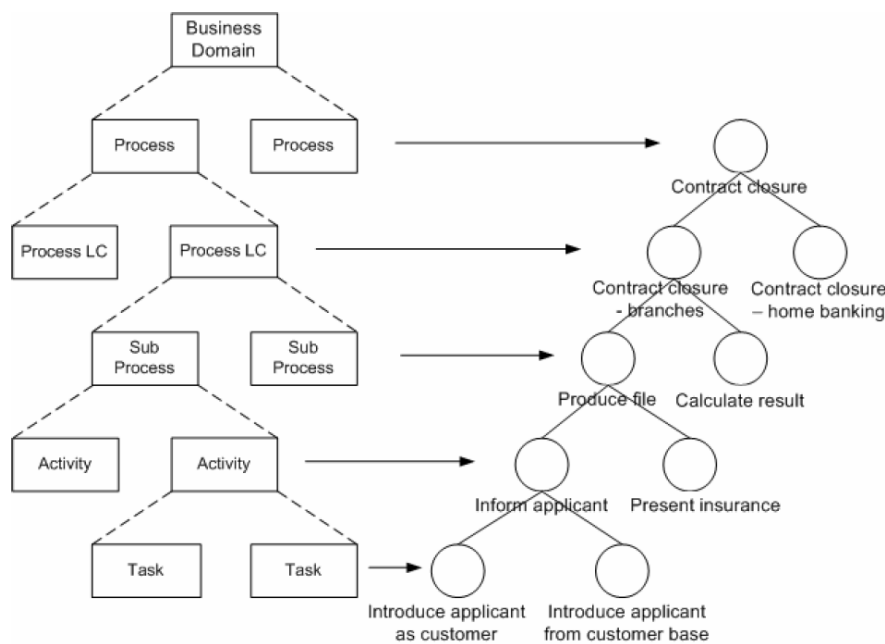 Business
Domain
Process
Process
Contract closure
Process LC
Process LC
Contract closure
- branches
Contract closure
– home banking
Sub
Process
Sub
Process
Produce file
Calculate result
Activity
Activity
Inform applicant
Present insurance
Task
Task
Introduce applicant
as customer
Introduce applicant
from customer base